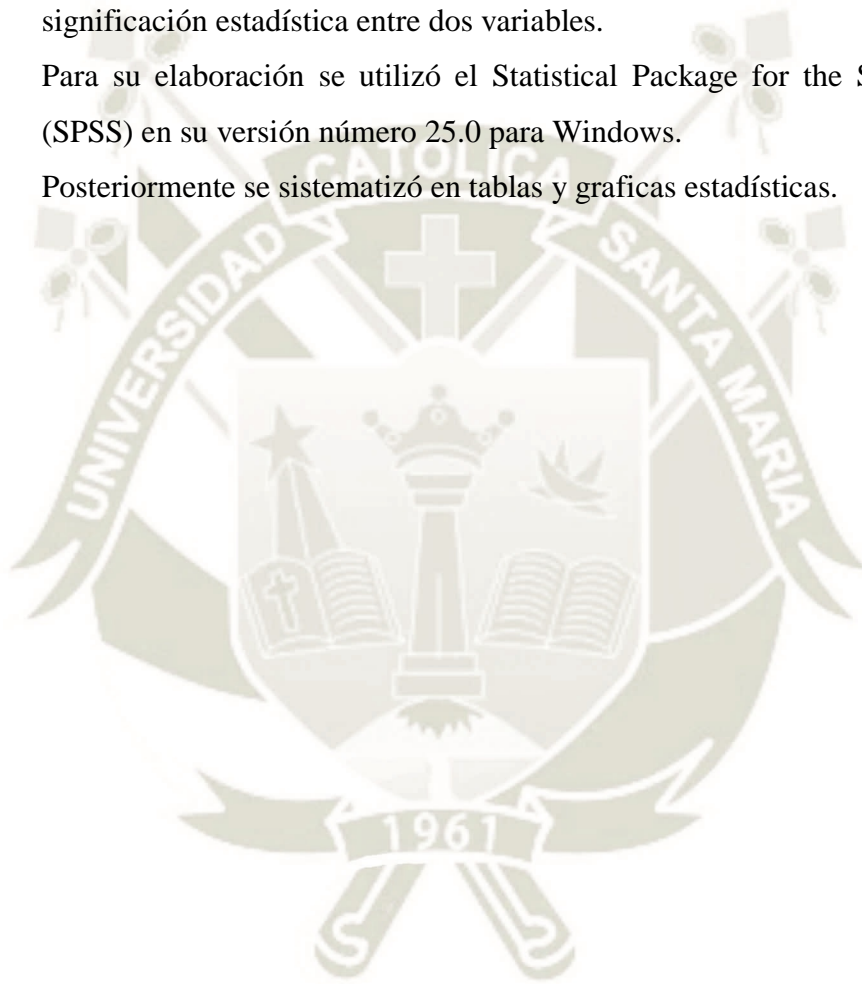 significación estadística entre dos variables.
Para su elaboración se utilizó el Statistical Package for the S
(SPSS) en su versión número 25.0 para Windows.
Posteriormente se sistematizó en tablas y graficas estadísticas.
UNIVERSIDAD CATOLICA SANTA MARIA
1961